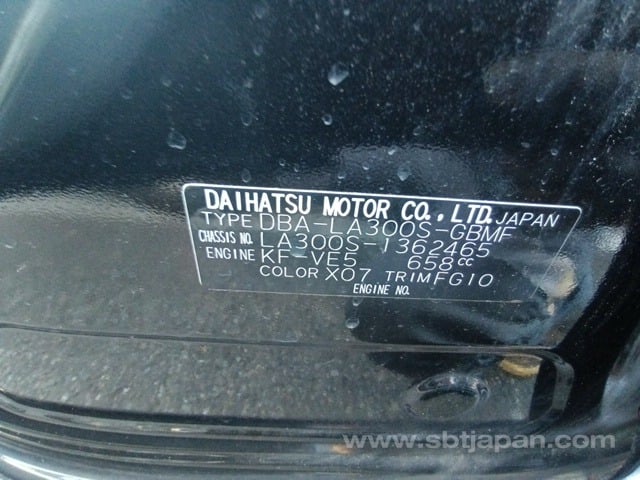 DAIHATSU MOTOR CO., LTD. JAPAN
TYPE DBA-LA300S-GBMF
CHASSIS NO. LA300S-1362465
ENGINE KF-VE5 658cc
COLOR X07 TRIM FG10
ENGINE NO.
www.sbtjapan.com